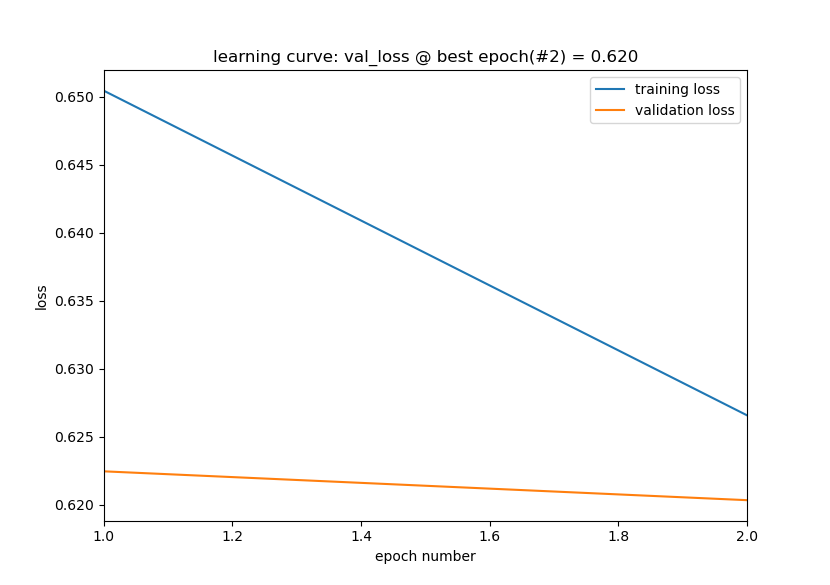 learning curve: val_loss @ best epoch(#2) = 0.620
training loss
validation loss
0.650
0.645
0.640
0.635
0.630
0.625
0.620
loss
1.0 1.2 1.4 1.6 1.8 2.0
epoch number